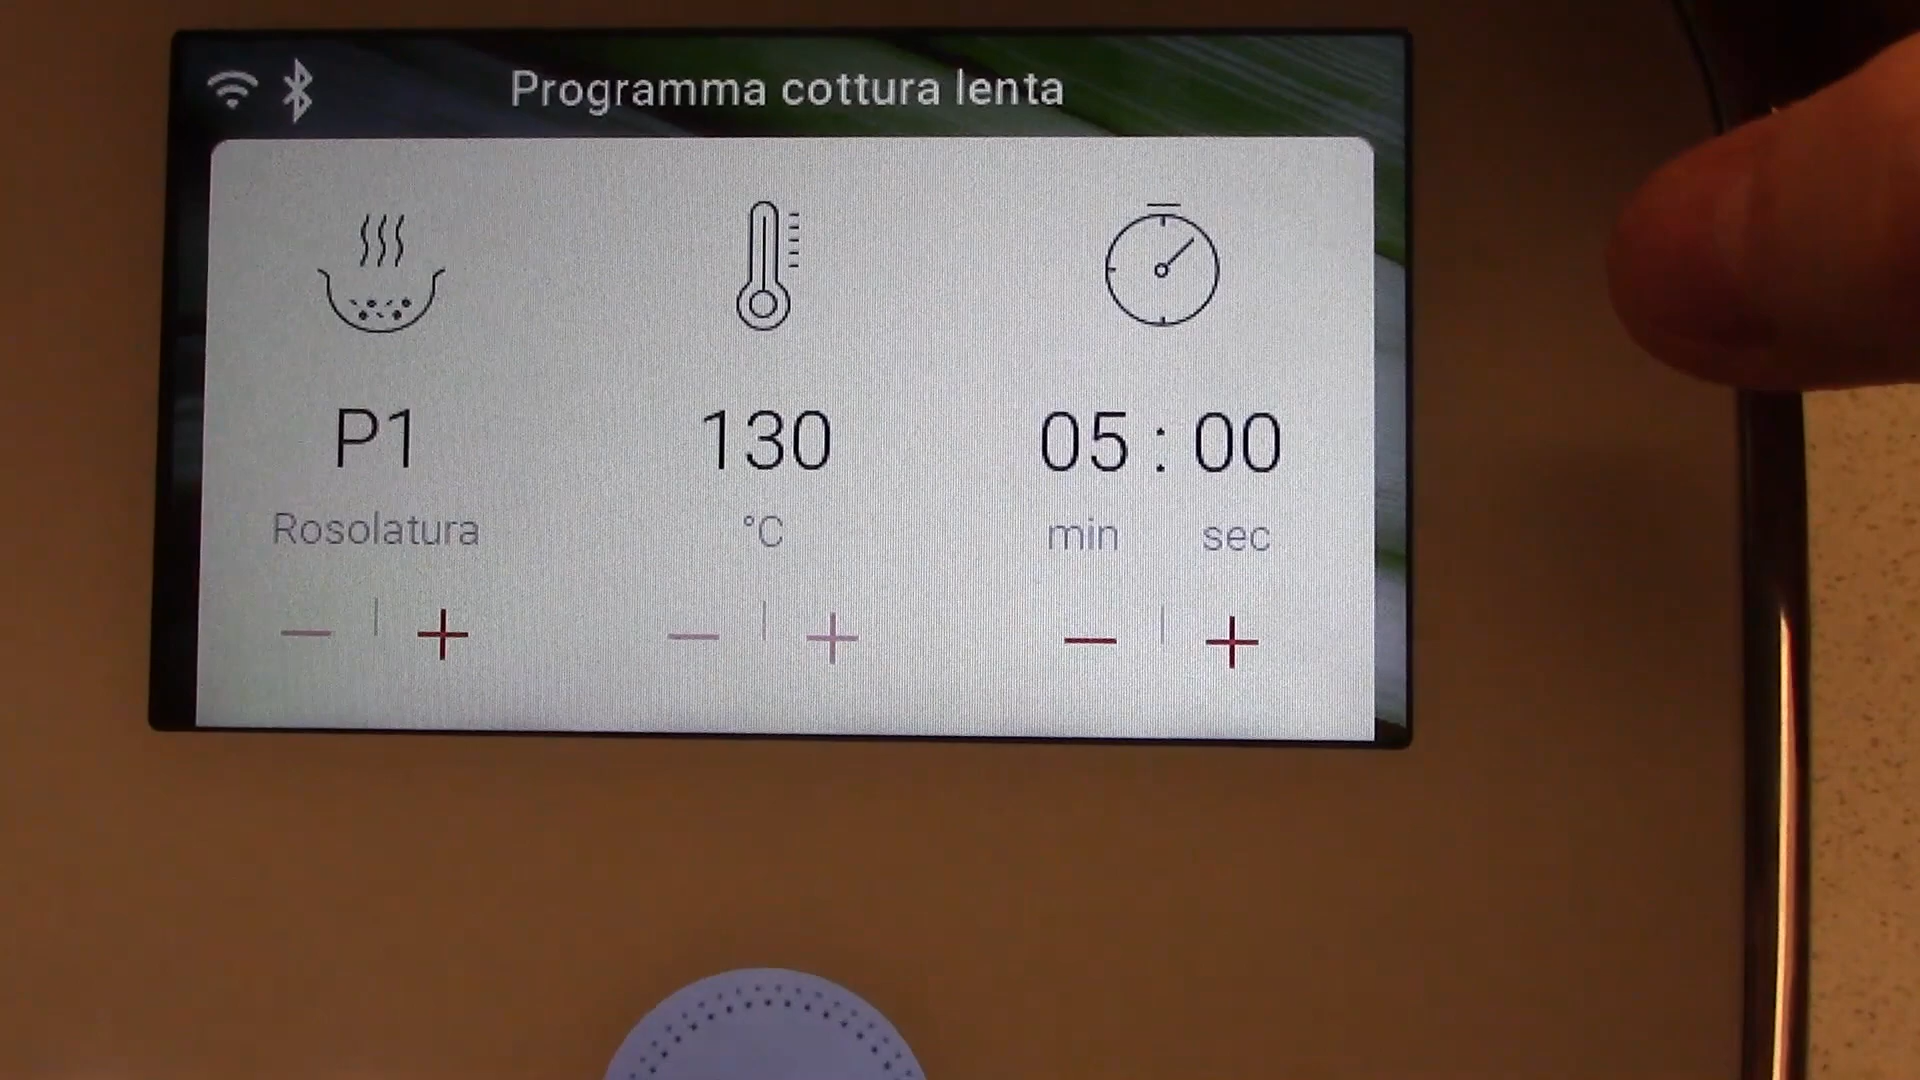 Programma cottura lenta
P1 130 05 : 00
Rosolatura °C min sec
— | + — | + — | +